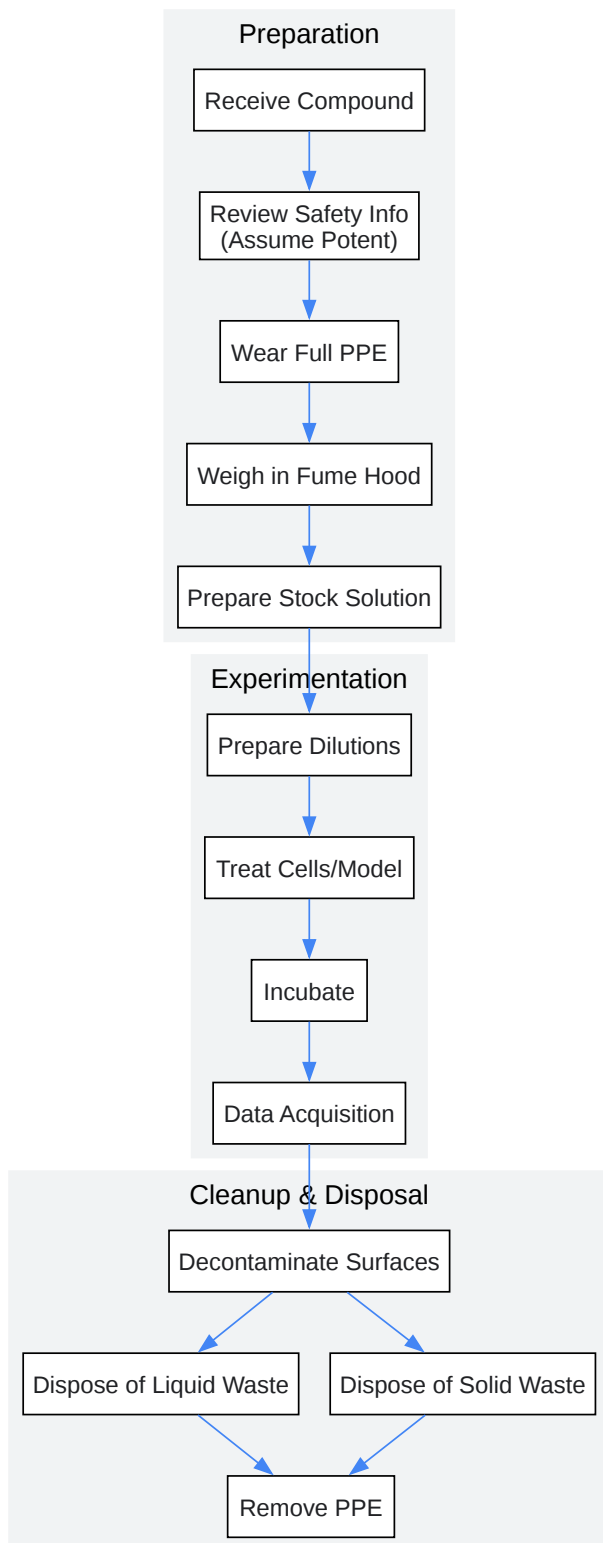 Preparation
Receive Compound
Review Safety Info
(Assume Potent)
Wear Full PPE
Weigh in Fume Hood
Prepare Stock Solution
Experimentation
Prepare Dilutions
Treat Cells/Model
Incubate
Data Acquisition
Cleanup & Disposal
Decontaminate Surfaces
Dispose of Liquid Waste
Dispose of Solid Waste
Remove PPE